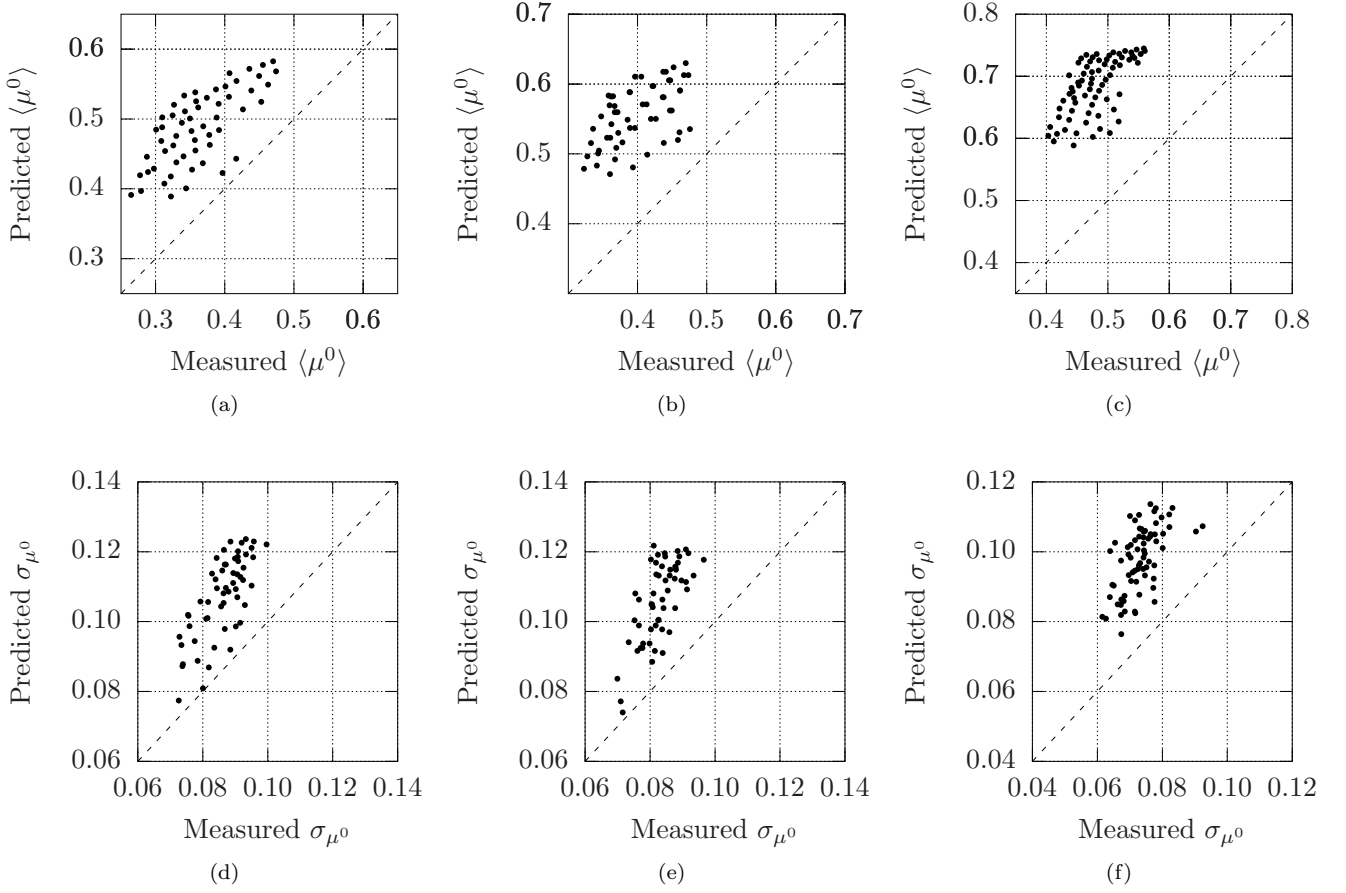 0.6
0.5
0.4
0.3
0.3 0.4 0.5 0.6
Predicted ⟨μ⁰⟩
Measured ⟨μ⁰⟩
(a)
0.7
0.6
0.5
0.4
0.4 0.5 0.6 0.7
Predicted ⟨μ⁰⟩
Measured ⟨μ⁰⟩
(b)
0.8
0.7
0.6
0.5
0.4
0.4 0.5 0.6 0.7 0.8
Predicted ⟨μ⁰⟩
Measured ⟨μ⁰⟩
(c)
0.14
0.12
0.10
0.08
0.06
0.06 0.08 0.10 0.12 0.14
Predicted σμ⁰
Measured σμ⁰
(d)
0.14
0.12
0.10
0.08
0.06
0.06 0.08 0.10 0.12 0.14
Predicted σμ⁰
Measured σμ⁰
(e)
0.12
0.10
0.08
0.06
0.04
0.04 0.06 0.08 0.10 0.12
Predicted σμ⁰
Measured σμ⁰
(f)